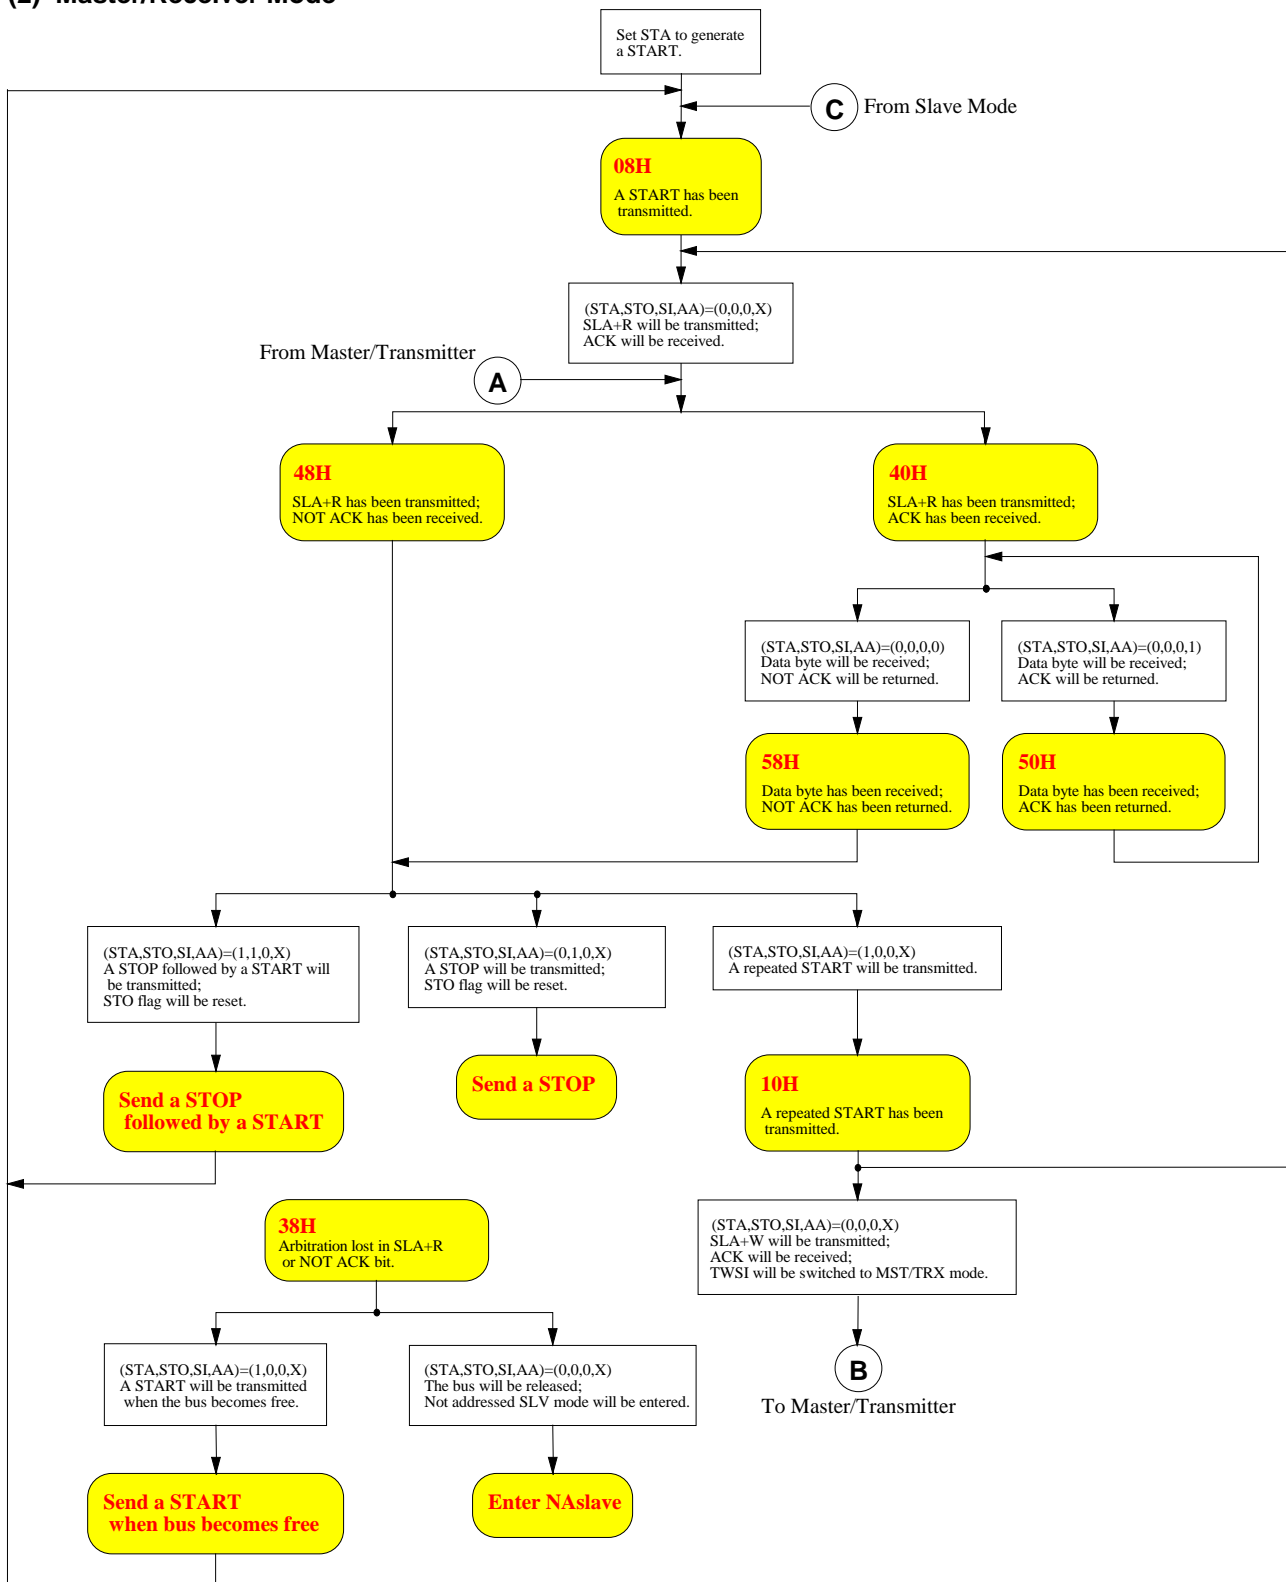 (2) Master/Receiver Mode
Set STA to generate
a START.
C
From Slave Mode
08H
A START has been
transmitted.
(STA,STO,SI,AA)=(0,0,0,X)
SLA+R will be transmitted;
ACK will be received.
From Master/Transmitter
A
48H
SLA+R has been transmitted;
NOT ACK has been received.
40H
SLA+R has been transmitted;
ACK has been received.
(STA,STO,SI,AA)=(0,0,0,0)
Data byte will be received;
NOT ACK will be returned.
(STA,STO,SI,AA)=(0,0,0,1)
Data byte will be received;
ACK will be returned.
58H
Data byte has been received;
NOT ACK has been returned.
50H
Data byte has been received;
ACK has been returned.
(STA,STO,SI,AA)=(1,1,0,X)
A STOP followed by a START will
be transmitted;
STO flag will be reset.
(STA,STO,SI,AA)=(0,1,0,X)
A STOP will be transmitted;
STO flag will be reset.
(STA,STO,SI,AA)=(1,0,0,X)
A repeated START will be transmitted.
Send a STOP
followed by a START
Send a STOP
10H
A repeated START has been
transmitted.
38H
Arbitration lost in SLA+R
or NOT ACK bit.
(STA,STO,SI,AA)=(0,0,0,X)
SLA+W will be transmitted;
ACK will be received;
TWSI will be switched to MST/TRX mode.
(STA,STO,SI,AA)=(1,0,0,X)
A START will be transmitted
when the bus becomes free.
(STA,STO,SI,AA)=(0,0,0,X)
The bus will be released;
Not addressed SLV mode will be entered.
B
To Master/Transmitter
Send a START
when bus becomes free
Enter NAslave